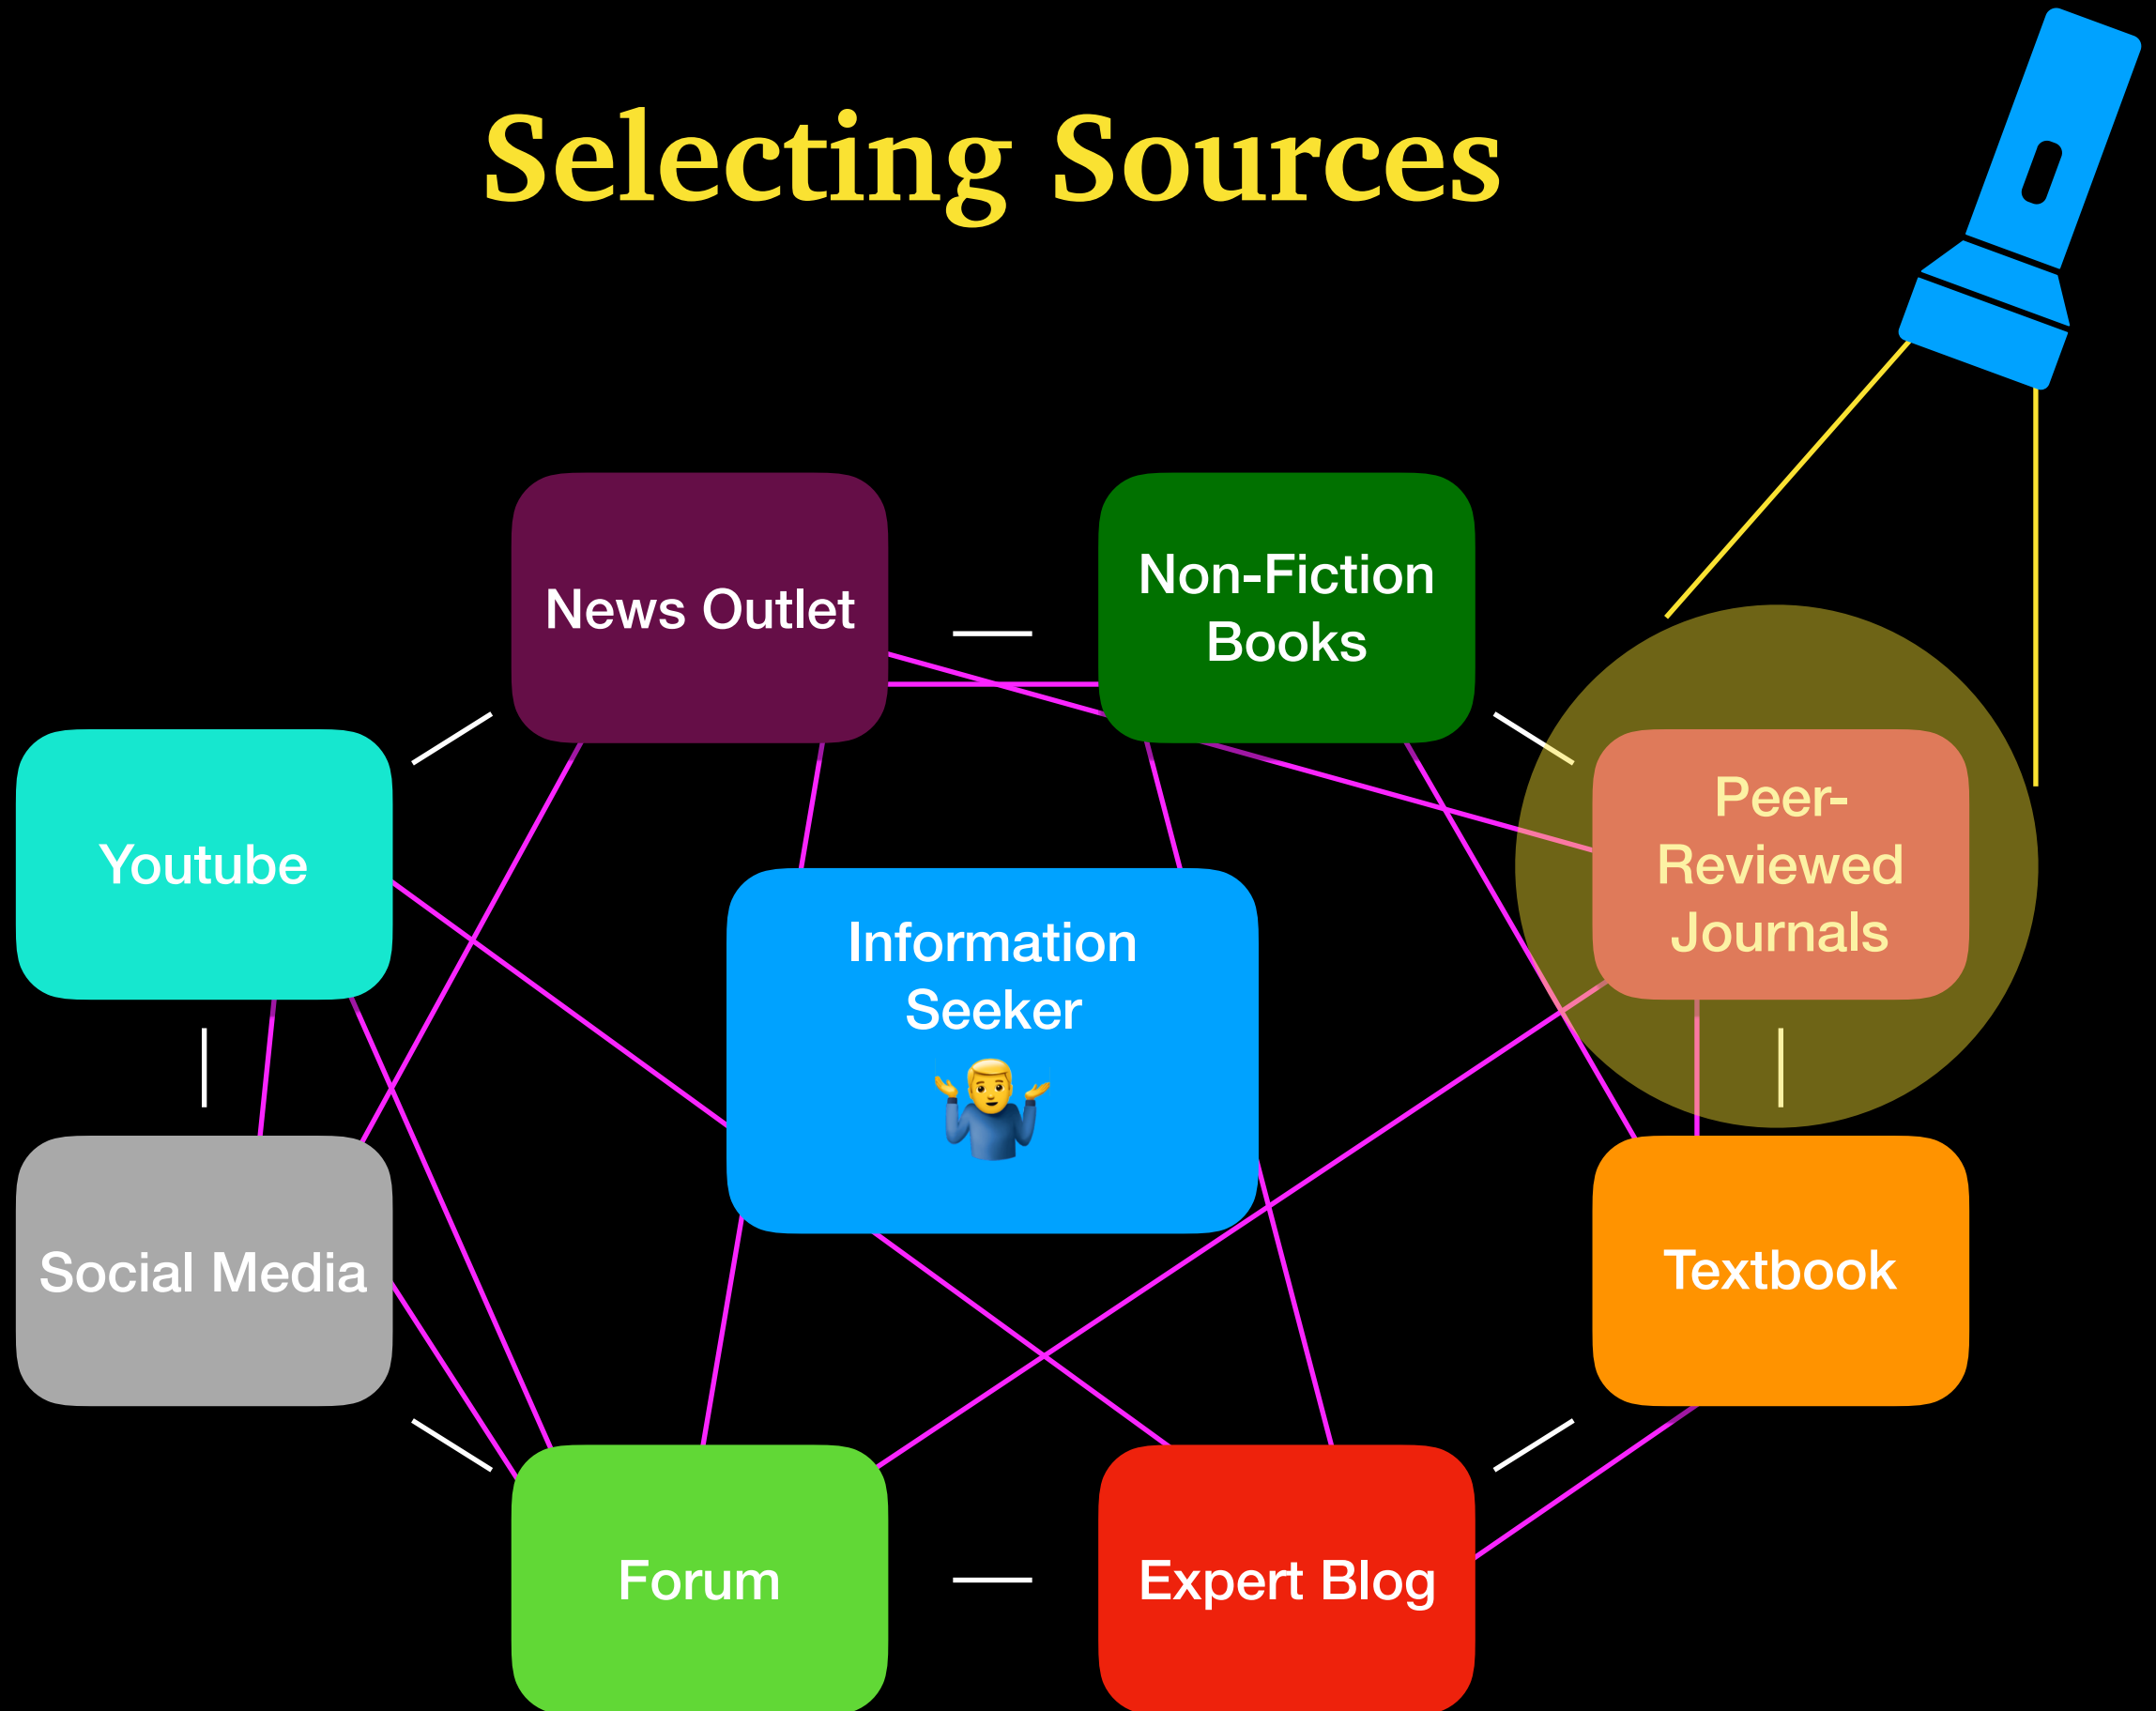 Selecting Sources
News Outlet
Non-Fiction
Books
Youtube
Peer-
Reviewed
Journals
Information
Seeker
Social Media
Textbook
Forum
Expert Blog